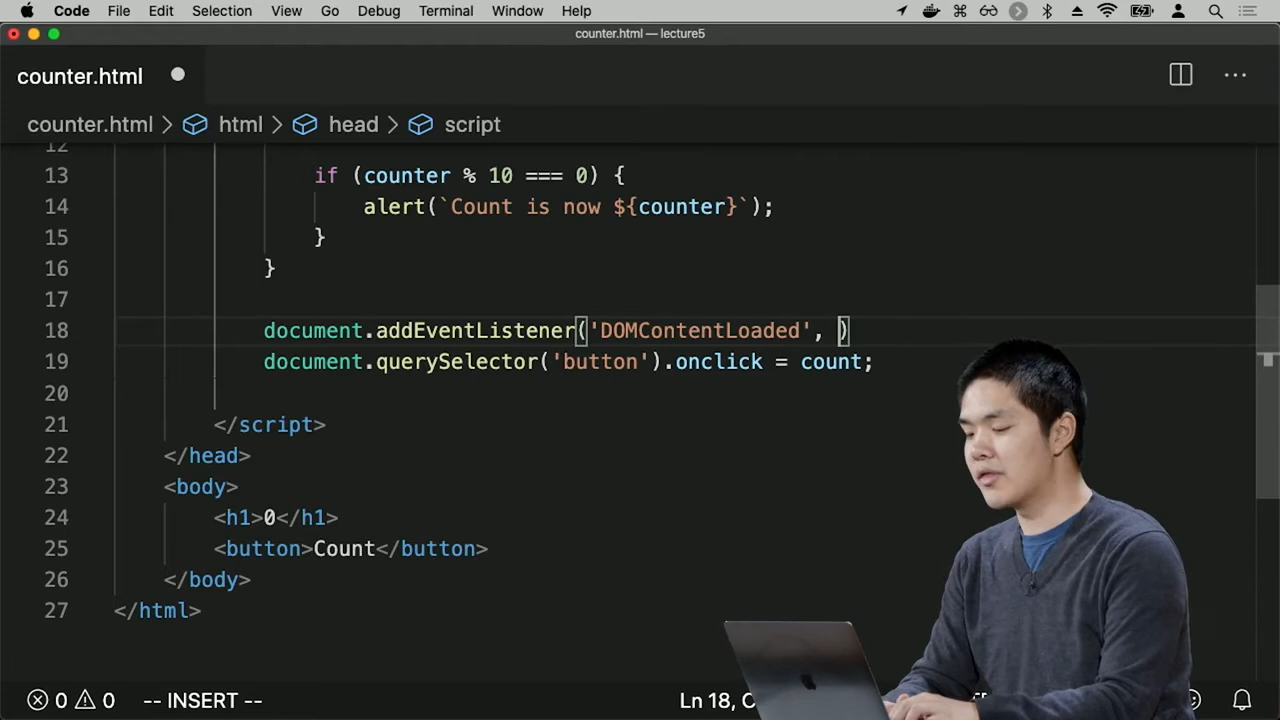 Code File Edit Selection View Go Debug Terminal Window Help
counter.html — lecture5
counter.html
counter.html > html > head > script
12
13 if (counter % 10 === 0) {
14 alert(`Count is now ${counter}`);
15 }
16 }
17
18 document.addEventListener('DOMContentLoaded', )
19 document.querySelector('button').onclick = count;
20
21 </script>
22 </head>
23 <body>
24 <h1>0</h1>
25 <button>Count</button>
26 </body>
27 </html>
0 0 -- INSERT -- Ln 18,